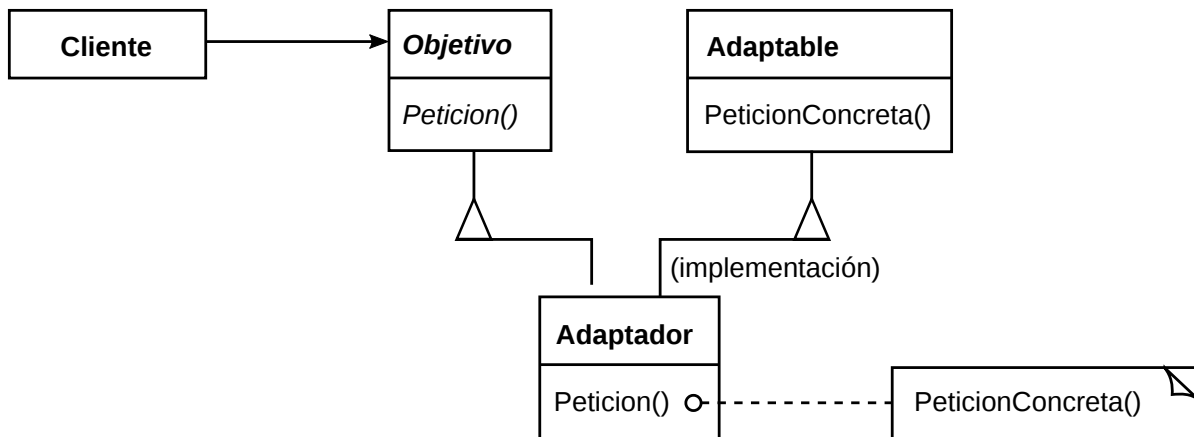 Cliente
Objetivo
Peticion()
Adaptable
PeticionConcreta()
(implementación)
Adaptador
Peticion()
PeticionConcreta()